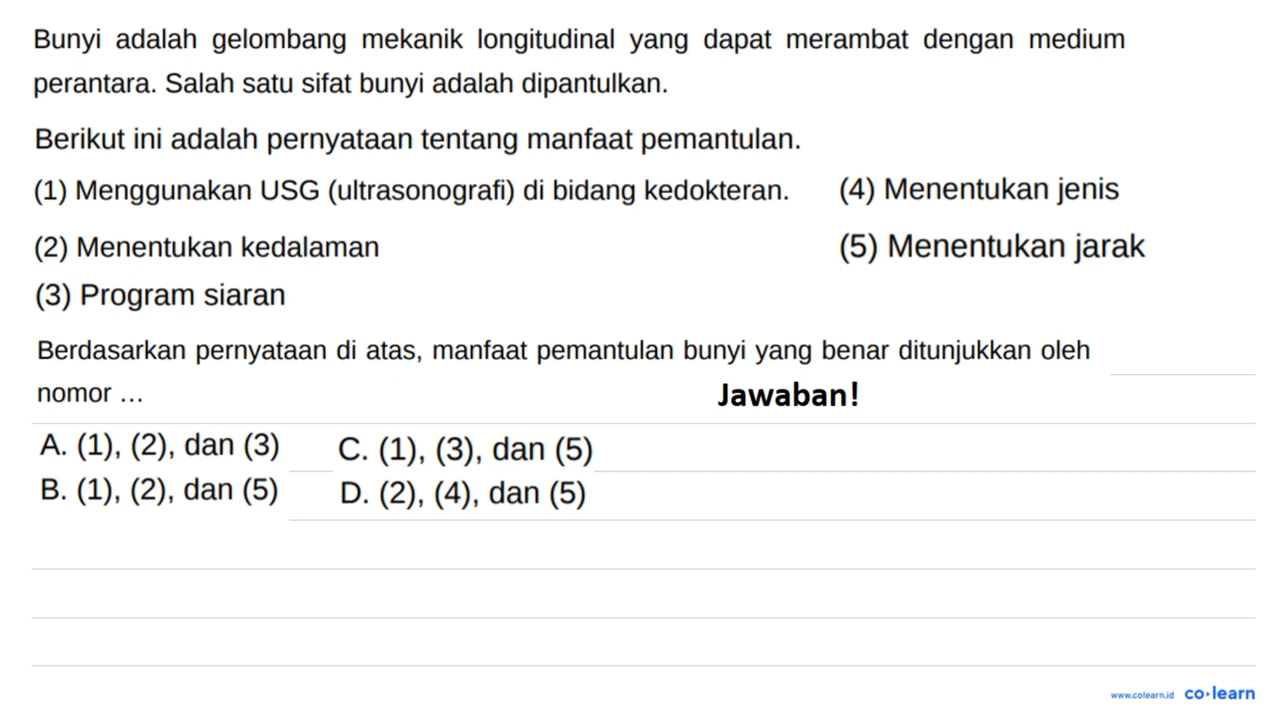 Bunyi adalah gelombang mekanik longitudinal yang dapat merambat dengan medium
perantara. Salah satu sifat bunyi adalah dipantulkan.
Berikut ini adalah pernyataan tentang manfaat pemantulan.
(1) Menggunakan USG (ultrasonografi) di bidang kedokteran.
(2) Menentukan kedalaman
(3) Program siaran
(4) Menentukan jenis
(5) Menentukan jarak
Berdasarkan pernyataan di atas, manfaat pemantulan bunyi yang benar ditunjukkan oleh
nomor ...
Jawaban!
A. (1), (2), dan (3)
B. (1), (2), dan (5)
C. (1), (3), dan (5)
D. (2), (4), dan (5)
www.colearn.id co·learn